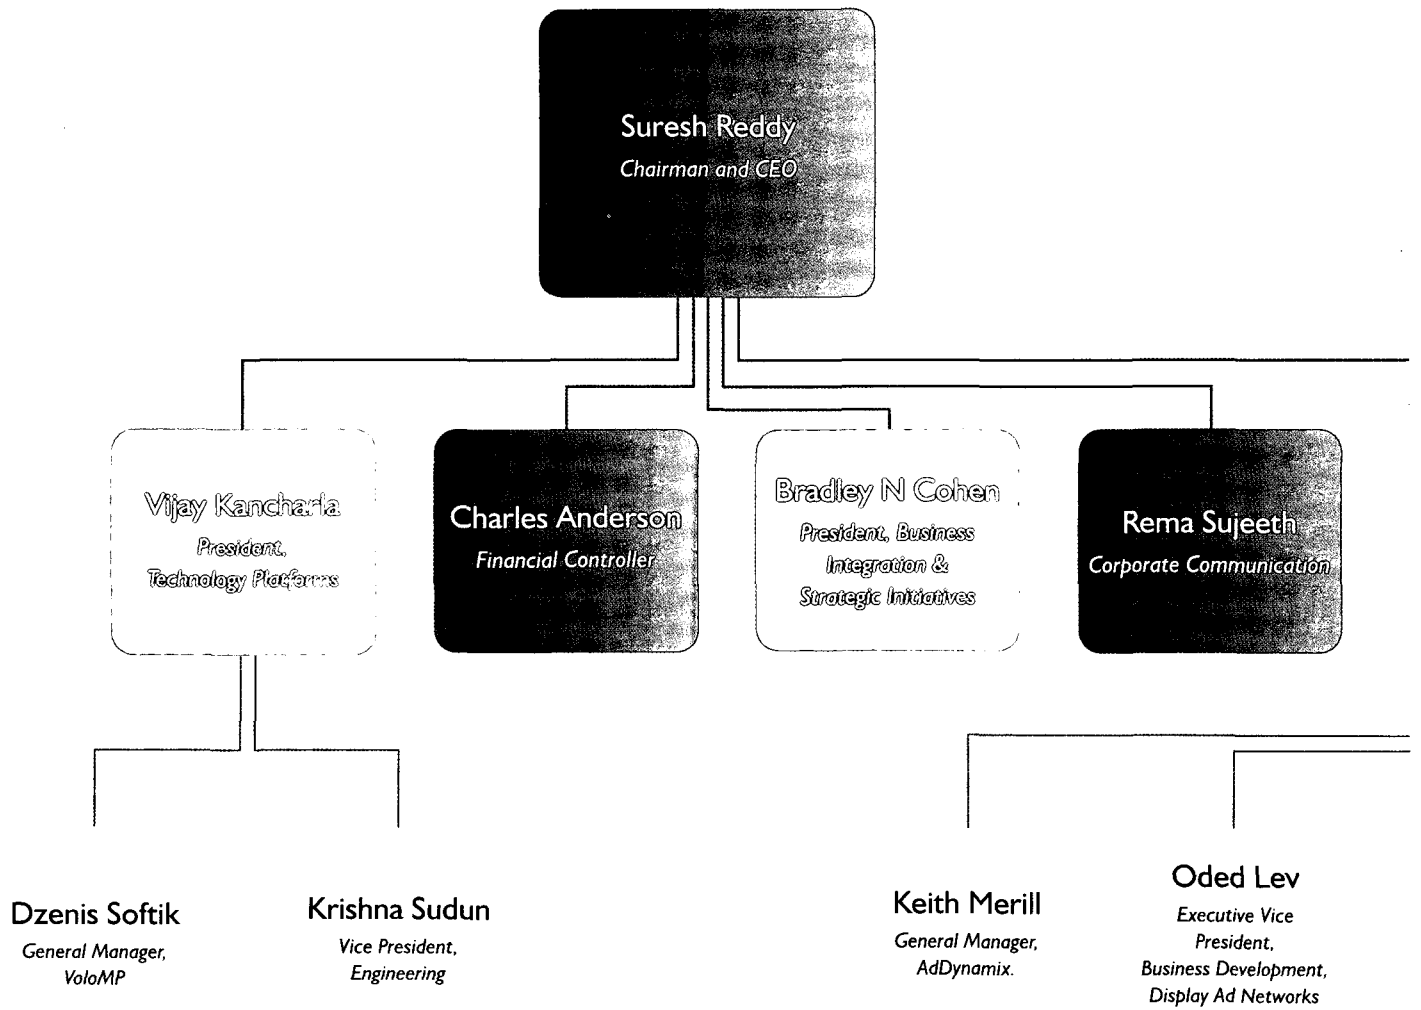 Suresh Reddy
Chairman and CEO
Vijay Kancharla
President,
Technology Platforms
Charles Anderson
Financial Controller
Bradley N Cohen
President, Business
Integration &
Strategic Initiatives
Rema Sujeeth
Corporate Communication
Dzenis Softik
General Manager,
VoloMP
Krishna Sudun
Vice President,
Engineering
Keith Merill
General Manager,
AdDynamix.
Oded Lev
Executive Vice
President,
Business Development,
Display Ad Networks